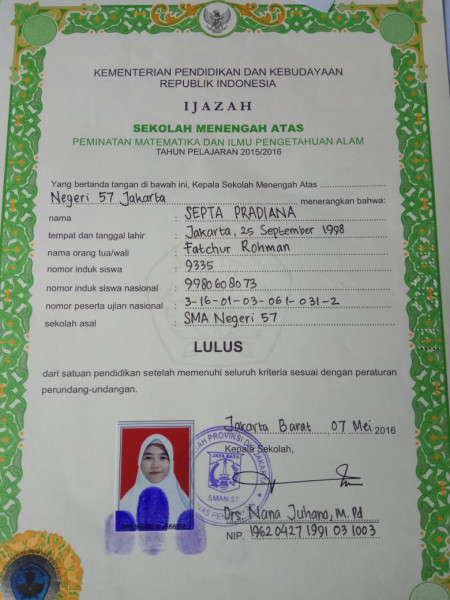 KEMENTERIAN PENDIDIKAN DAN KEBUDAYAAN
REPUBLIK INDONESIA
IJAZAH
SEKOLAH MENENGAH ATAS
PEMINATAN MATEMATIKA DAN ILMU PENGETAHUAN ALAM
TAHUN PELAJARAN 2015/2016
Yang bertanda tangan di bawah ini, Kepala Sekolah Menengah Atas
Negeri 57 Jakarta menerangkan bahwa:
nama : SEPTA PRADIANA
tempat dan tanggal lahir : Jakarta, 25 September 1998
nama orang tua/wali : Fatchur Rohman
nomor induk siswa : 9335
nomor induk siswa nasional : 9980608073
nomor peserta ujian nasional : 3-16-01-03-061-031-2
sekolah asal : SMA Negeri 57
LULUS
dari satuan pendidikan setelah memenuhi seluruh kriteria sesuai dengan peraturan
perundang-undangan.
Jakarta Barat, 07 Mei 2016
Kepala Sekolah,
JAYA RAYA
SMAN 57
Drs. Nana Juhana, M.Pd
NIP. 19620427 1991 03 1003